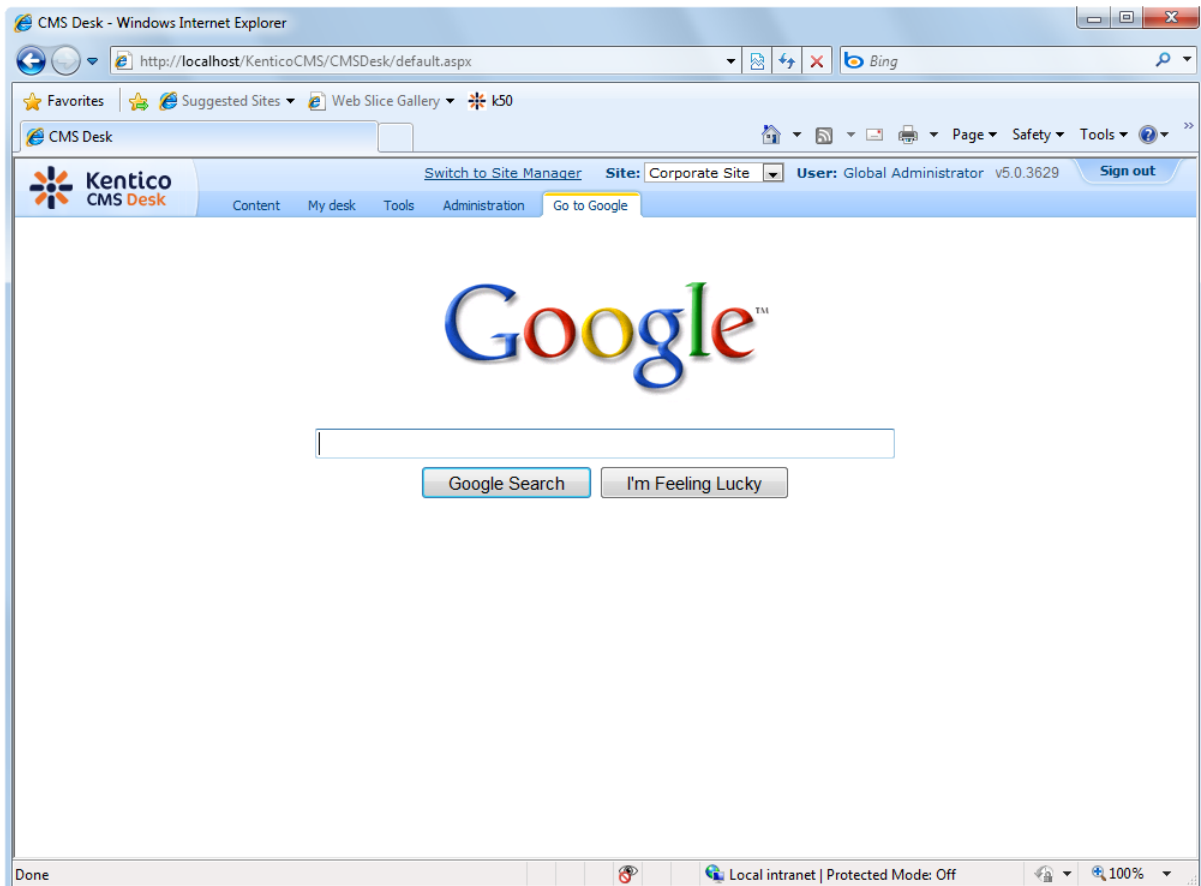 CMS Desk - Windows Internet Explorer
http://localhost/KenticoCMS/CMSDesk/default.aspx
Bing
Favorites Suggested Sites Web Slice Gallery k50
CMS Desk
Page Safety Tools
Kentico
CMS Desk
Switch to Site Manager Site: Corporate Site User: Global Administrator v5.0.3629 Sign out
Content My desk Tools Administration Go to Google
Google™
Google Search I'm Feeling Lucky
Done Local intranet | Protected Mode: Off 100%